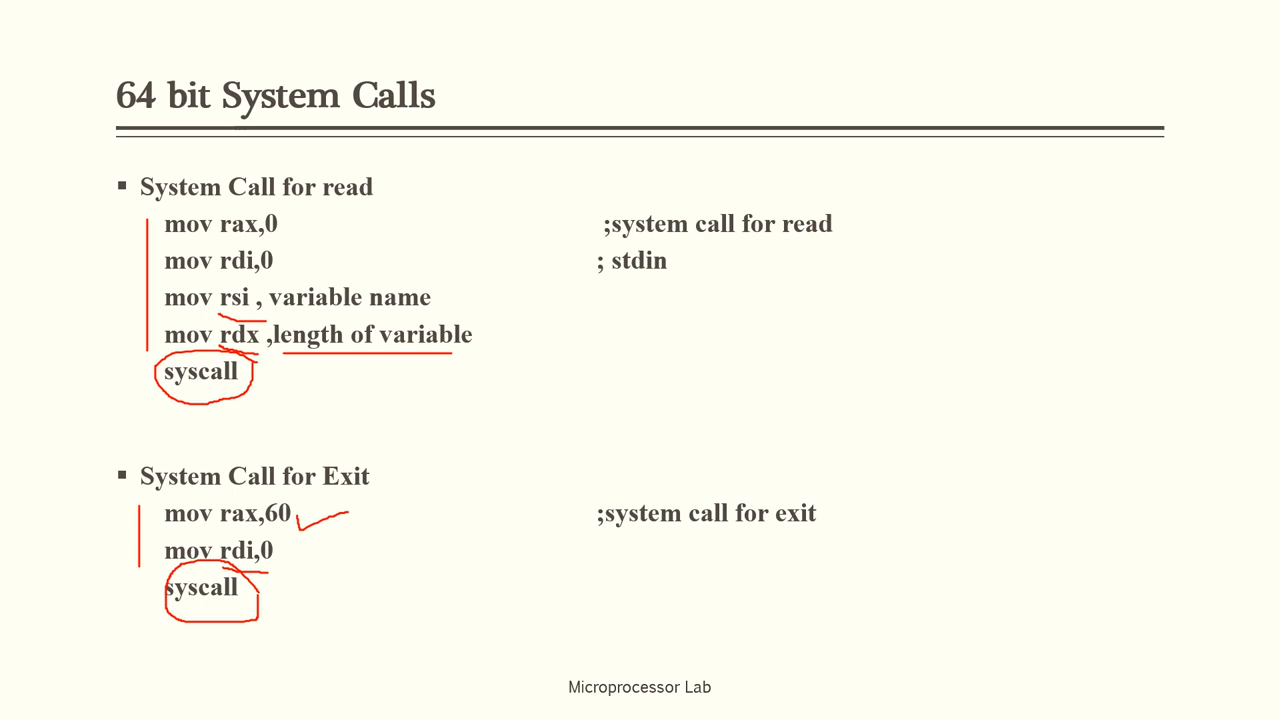 64 bit System Calls
▪ System Call for read
mov rax,0 ;system call for read
mov rdi,0 ; stdin
mov rsi , variable name
mov rdx ,length of variable
syscall
▪ System Call for Exit
mov rax,60 ;system call for exit
mov rdi,0
syscall
Microprocessor Lab